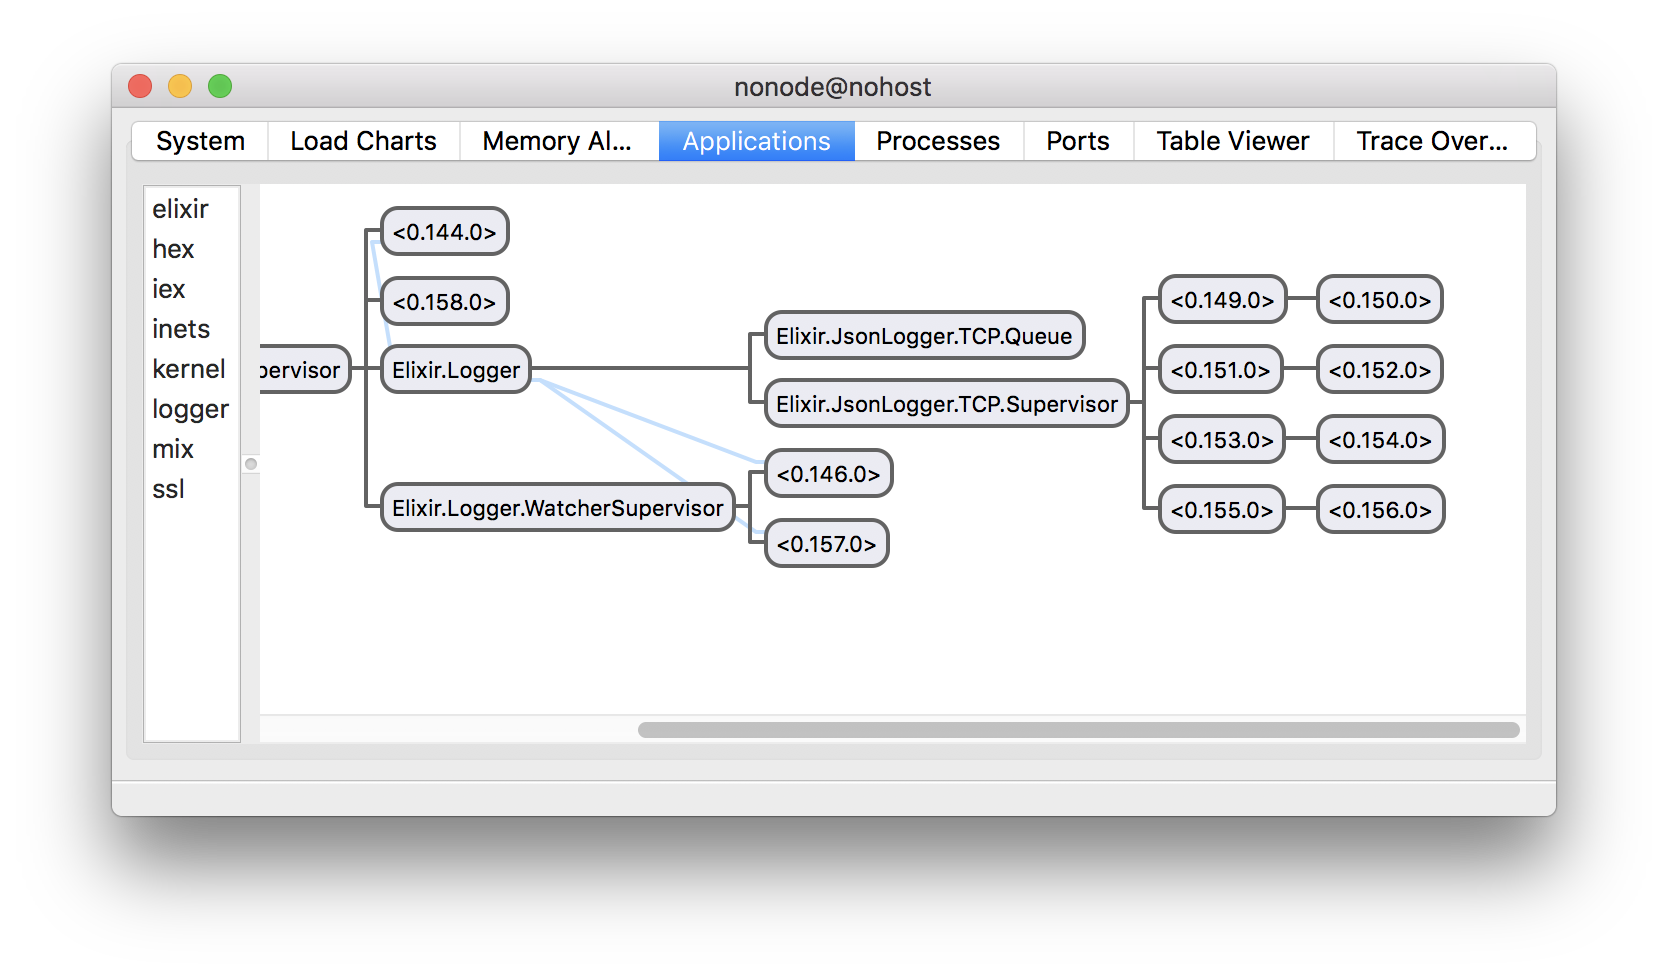 nonode@nohost
System Load Charts Memory Al... Applications Processes Ports Table Viewer Trace Over...
elixir
hex
iex
inets
kernel
logger
mix
ssl
pervisor
<0.144.0>
<0.158.0>
Elixir.Logger
Elixir.Logger.WatcherSupervisor
Elixir.JsonLogger.TCP.Queue
Elixir.JsonLogger.TCP.Supervisor
<0.146.0>
<0.157.0>
<0.149.0> <0.150.0>
<0.151.0> <0.152.0>
<0.153.0> <0.154.0>
<0.155.0> <0.156.0>